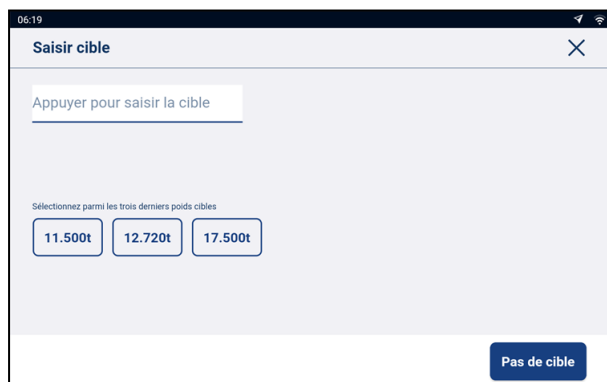 06:19
Saisir cible
Appuyer pour saisir la cible
Sélectionnez parmi les trois derniers poids cibles
11.500t 12.720t 17.500t
Pas de cible